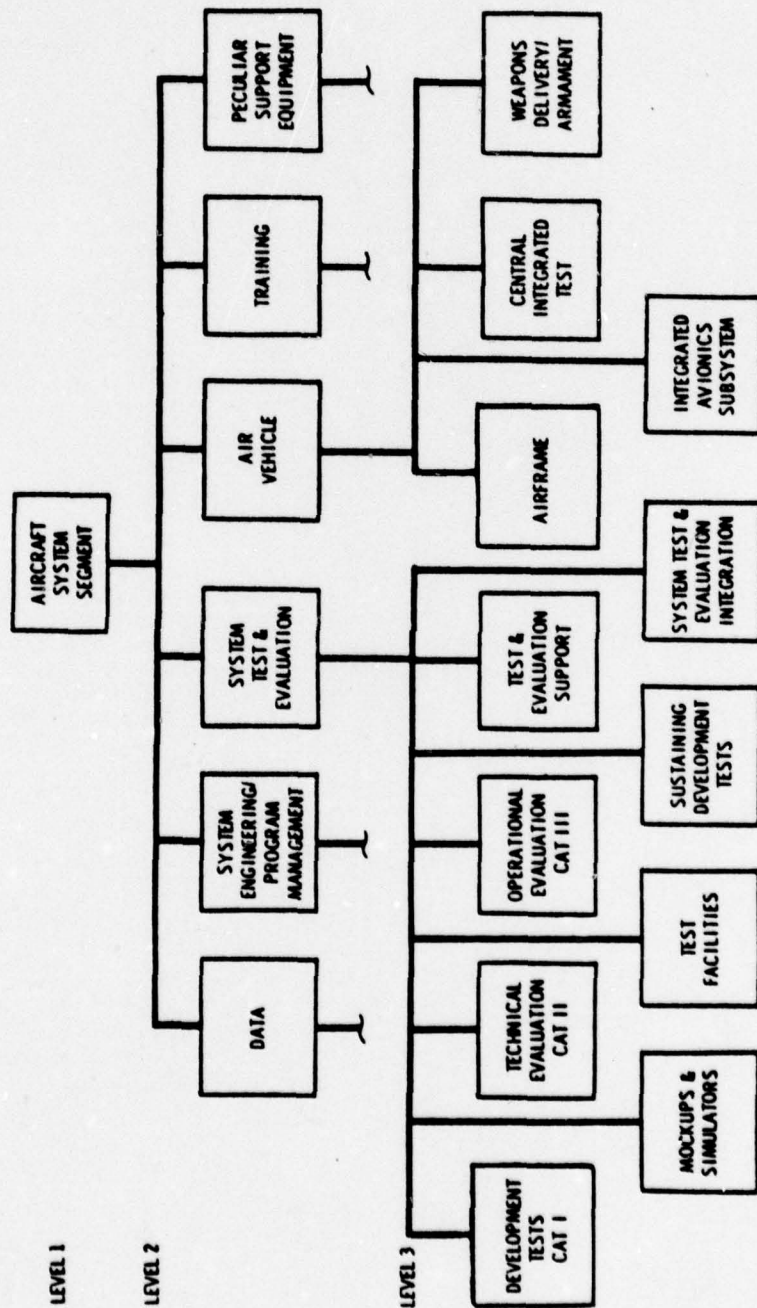 LEVEL 1
AIRCRAFT
SYSTEM
SEGMENT
LEVEL 2
DATA
SYSTEM
ENGINEERING/
PROGRAM
MANAGEMENT
SYSTEM
TEST &
EVALUATION
AIR
VEHICLE
TRAINING
PECULIAR
SUPPORT
EQUIPMENT
LEVEL 3
DEVELOPMENT
TESTS
CAT I
TECHNICAL
EVALUATION
CAT II
OPERATIONAL
EVALUATION
CAT III
TEST &
EVALUATION
SUPPORT
AIRFRAME
CENTRAL
INTEGRATED
TEST
WEAPONS
DELIVERY/
ARMAMENT
MOCKUPS &
SIMULATORS
TEST
FACILITIES
SUSTAINING
DEVELOPMENT
TESTS
SYSTEM TEST &
EVALUATION
INTEGRATION
INTEGRATED
AVIONICS
SUBSYSTEM